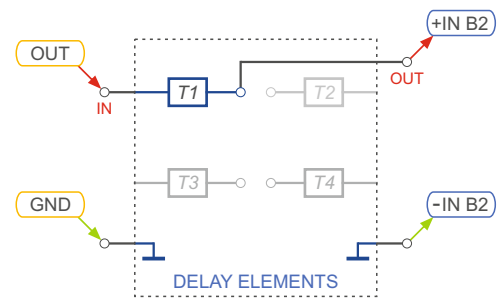 +IN B2
OUT
OUT
IN
T1
T2
T3
T4
GND
-IN B2
DELAY ELEMENTS